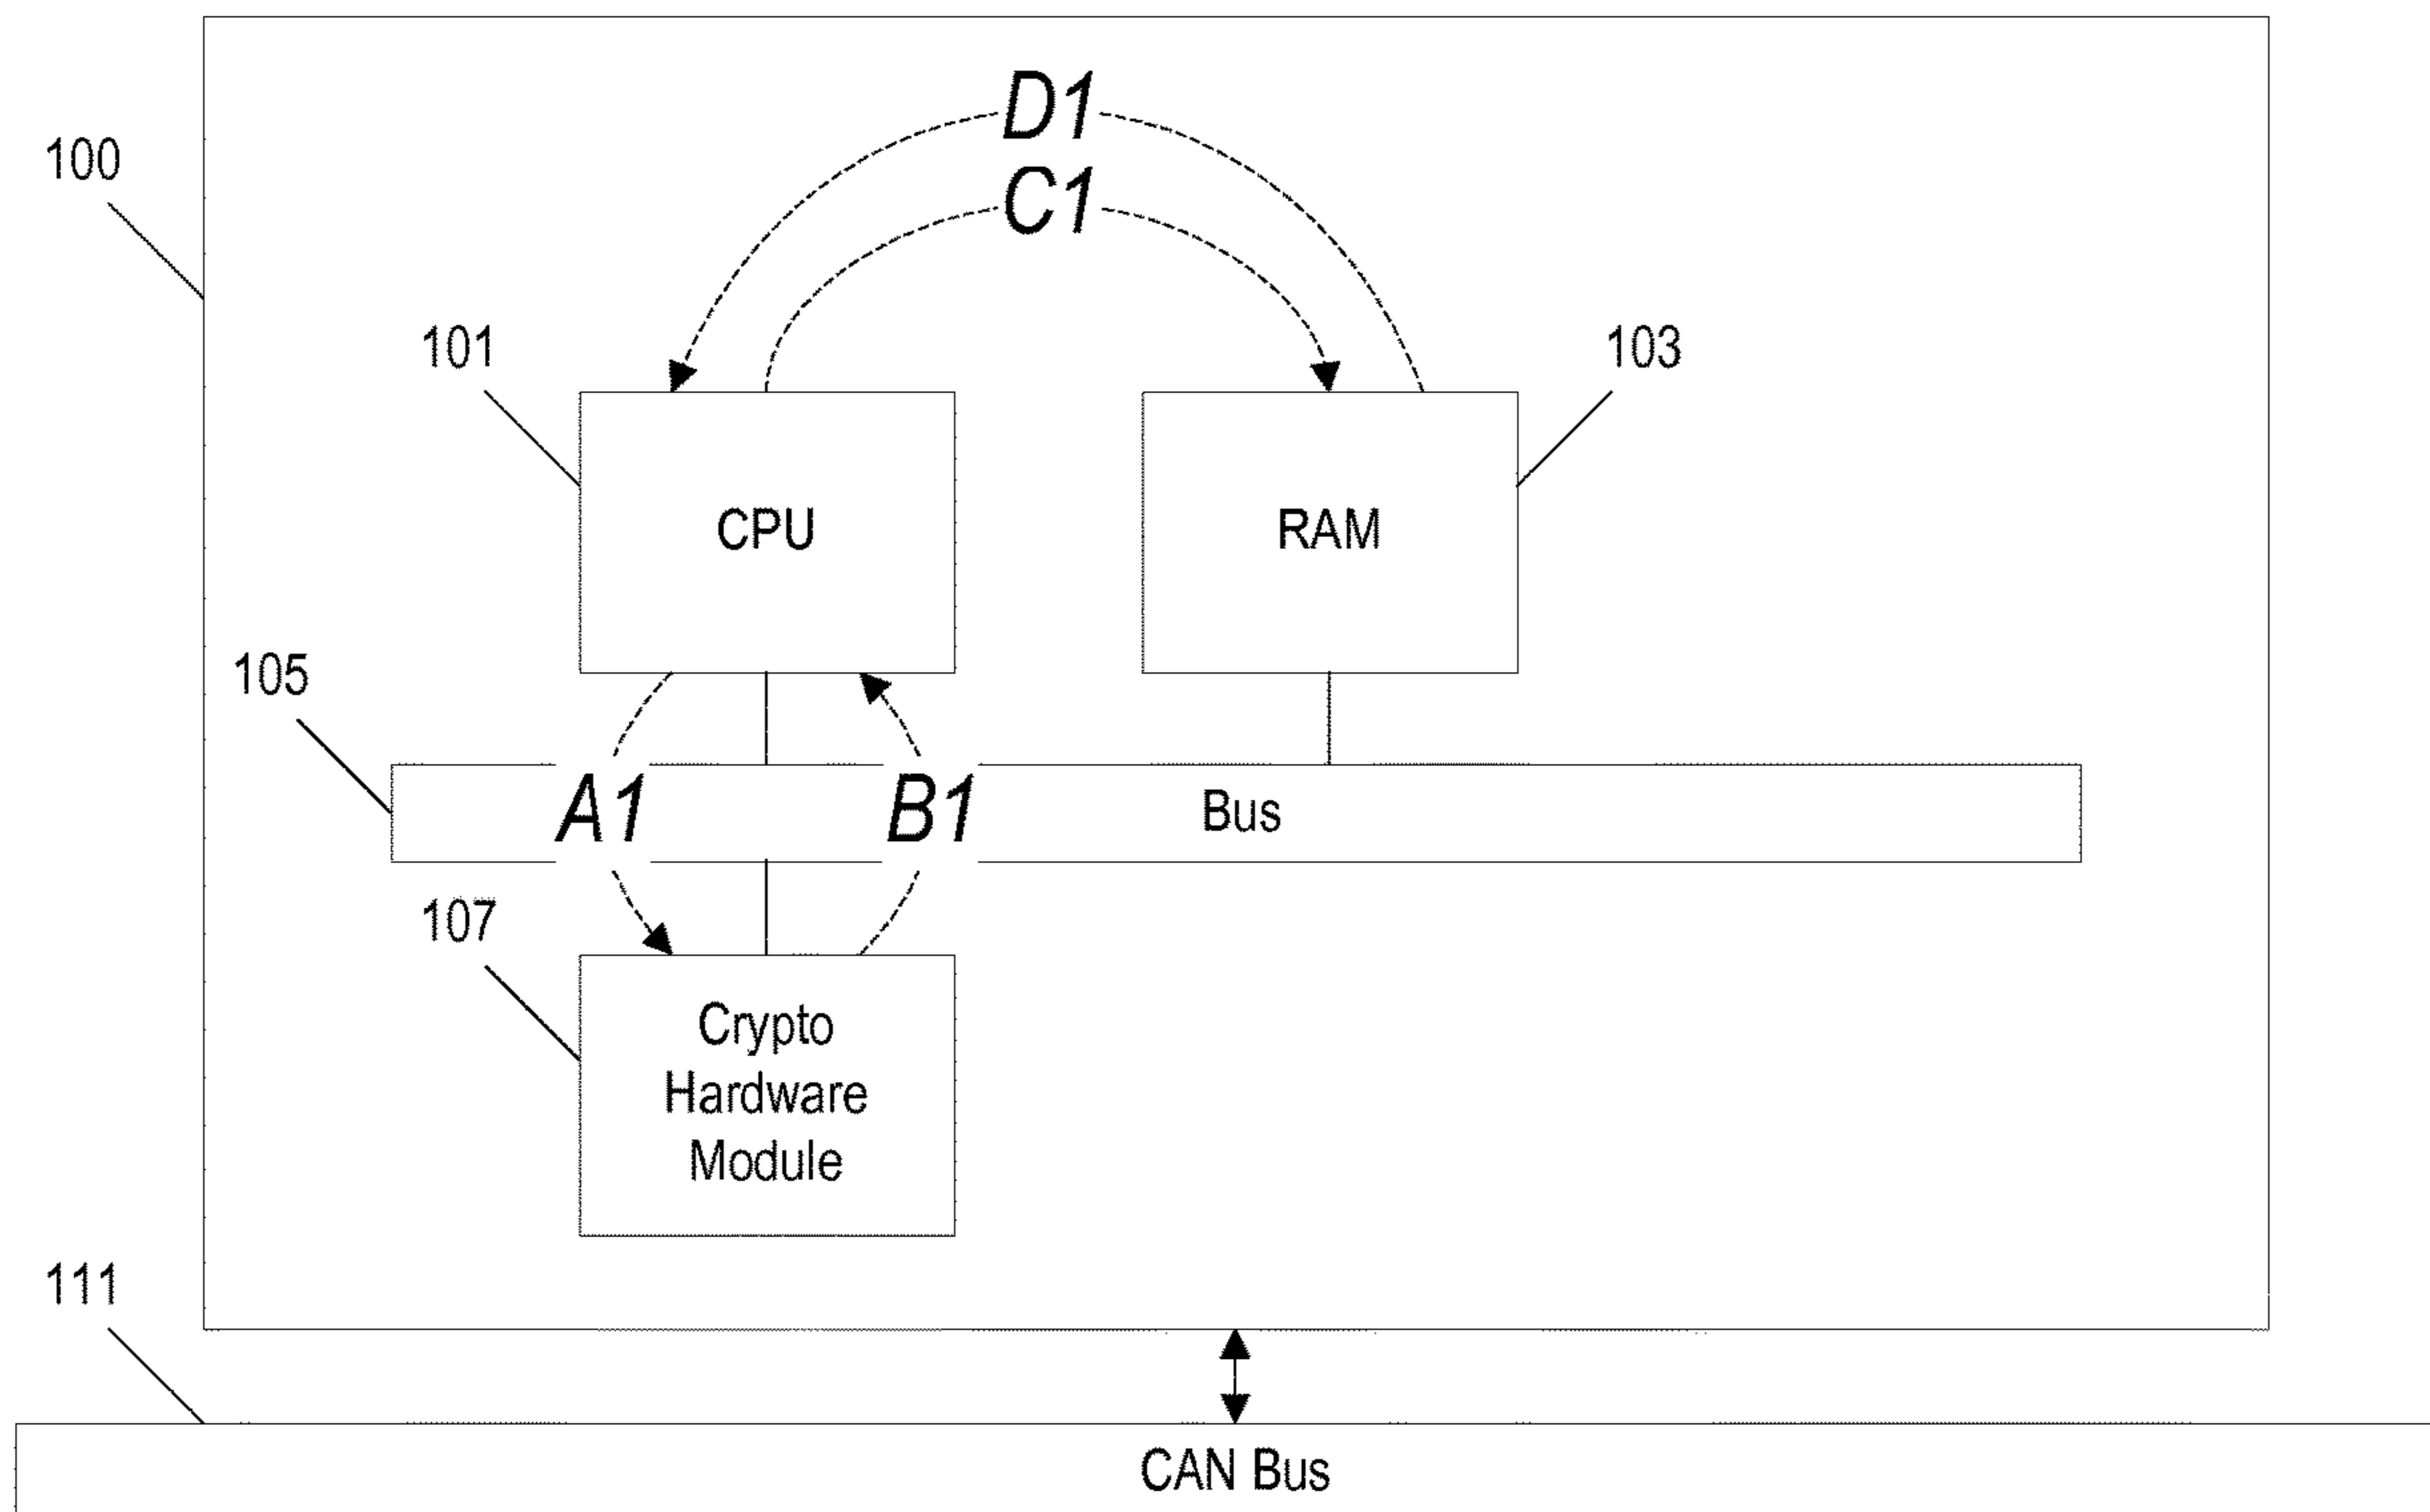 D1
100
C1
101
103
CPU
RAM
105
A1
B1
Bus
107
Crypto
Hardware
Module
111
CAN Bus